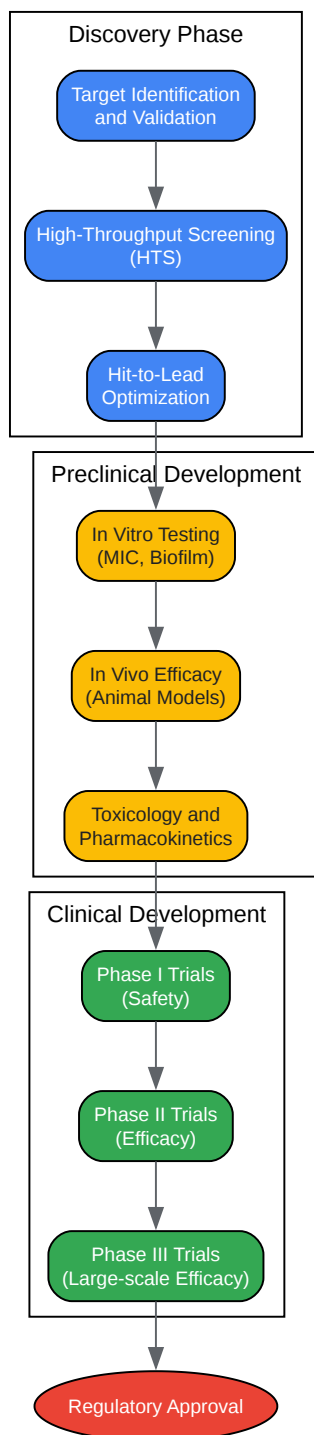 Discovery Phase
Target Identification
and Validation
High-Throughput Screening
(HTS)
Hit-to-Lead
Optimization
Preclinical Development
In Vitro Testing
(MIC, Biofilm)
In Vivo Efficacy
(Animal Models)
Toxicology and
Pharmacokinetics
Clinical Development
Phase I Trials
(Safety)
Phase II Trials
(Efficacy)
Phase III Trials
(Large-scale Efficacy)
Regulatory Approval